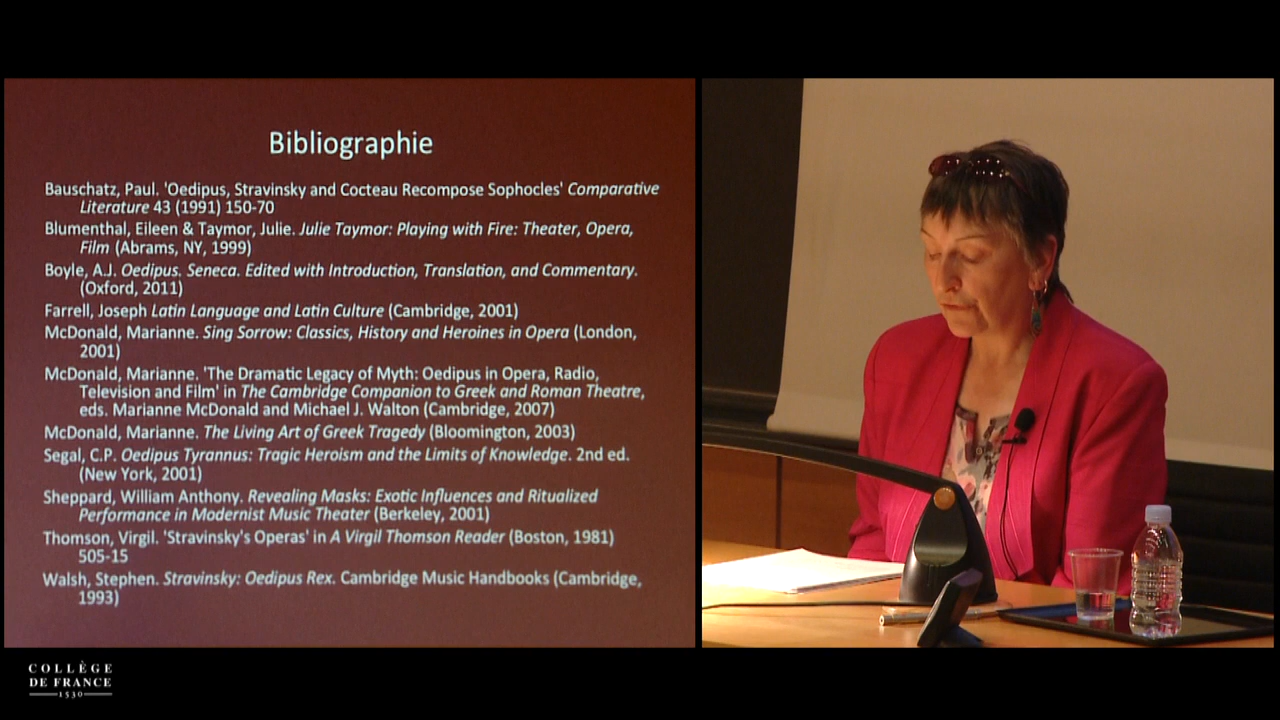 Bibliographie
Bauschatz, Paul. 'Oedipus, Stravinsky and Cocteau Recompose Sophocles' Comparative
Literature 43 (1991) 150-70
Blumenthal, Eileen & Taymor, Julie. Julie Taymor: Playing with Fire: Theater, Opera,
Film (Abrams, NY, 1999)
Boyle, A.J. Oedipus. Seneca. Edited with Introduction, Translation, and Commentary.
(Oxford, 2011)
Farrell, Joseph Latin Language and Latin Culture (Cambridge, 2001)
McDonald, Marianne. Sing Sorrow: Classics, History and Heroines in Opera (London,
2001)
McDonald, Marianne. 'The Dramatic Legacy of Myth: Oedipus in Opera, Radio,
Television and Film' in The Cambridge Companion to Greek and Roman Theatre,
eds. Marianne McDonald and Michael J. Walton (Cambridge, 2007)
McDonald, Marianne. The Living Art of Greek Tragedy (Bloomington, 2003)
Segal, C.P. Oedipus Tyrannus: Tragic Heroism and the Limits of Knowledge. 2nd ed.
(New York, 2001)
Sheppard, William Anthony. Revealing Masks: Exotic Influences and Ritualized
Performance in Modernist Music Theater (Berkeley, 2001)
Thomson, Virgil. 'Stravinsky's Operas' in A Virgil Thomson Reader (Boston, 1981)
505-15
Walsh, Stephen. Stravinsky: Oedipus Rex. Cambridge Music Handbooks (Cambridge,
1993)
COLLÈGE
DE FRANCE
1530